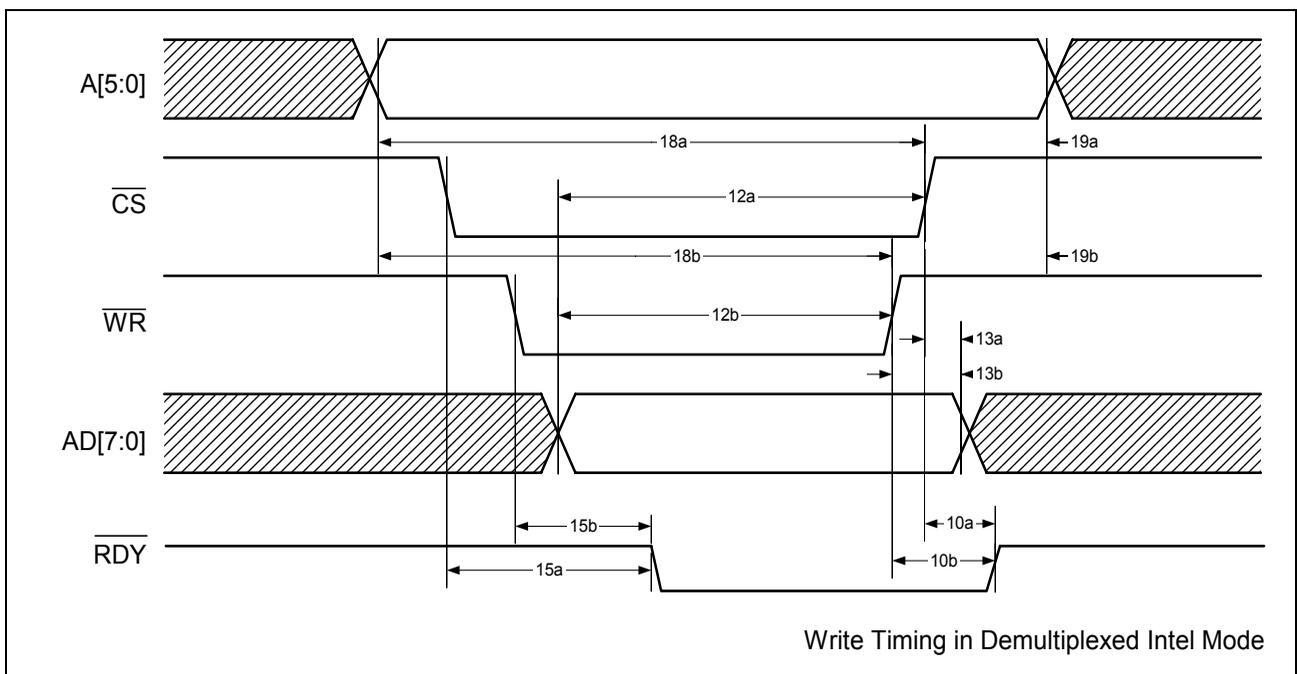 A[5:0]
18a
19a
CS
12a
18b
19b
WR
12b
13a
13b
AD[7:0]
15b
10a
RDY
10b
15a
Write Timing in Demultiplexed Intel Mode